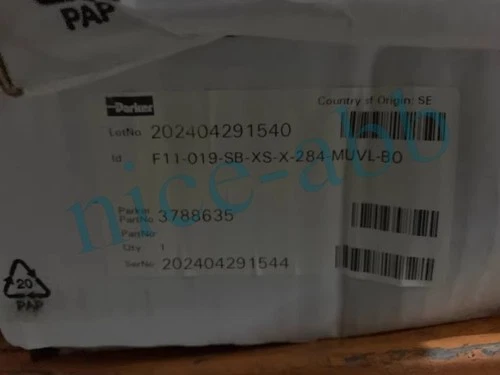 PAP
Parker
Country of Origin: SE
LotNo. 202404291540
Id F11-019-SB-XS-X-284-MUVL-BO
Parker
PartNo 3788635
PartNo
Qty 1
SerNo 202404291544
nice-abb
20
PAP